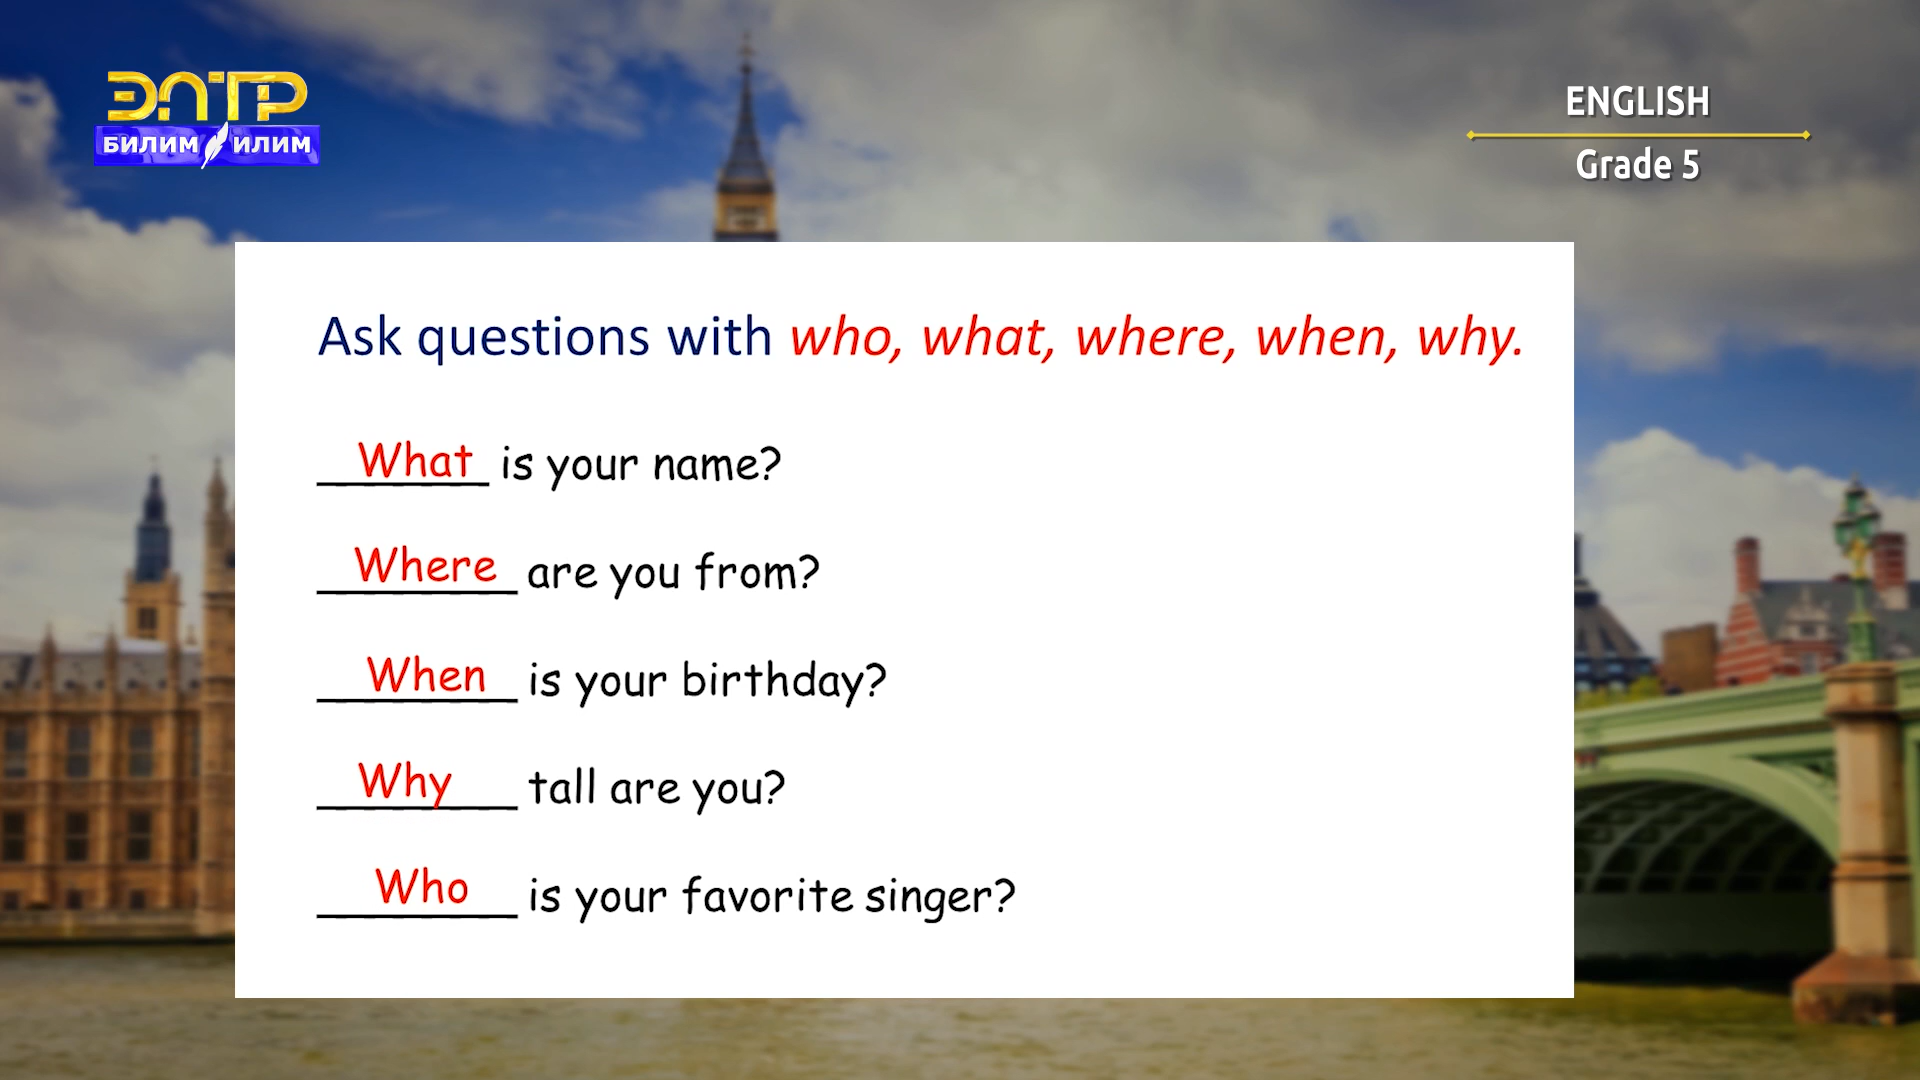 ЭЛТР
БИЛИМ ИЛИМ
ENGLISH
Grade 5
Ask questions with who, what, where, when, why.
What is your name?
Where are you from?
When is your birthday?
Why tall are you?
Who is your favorite singer?